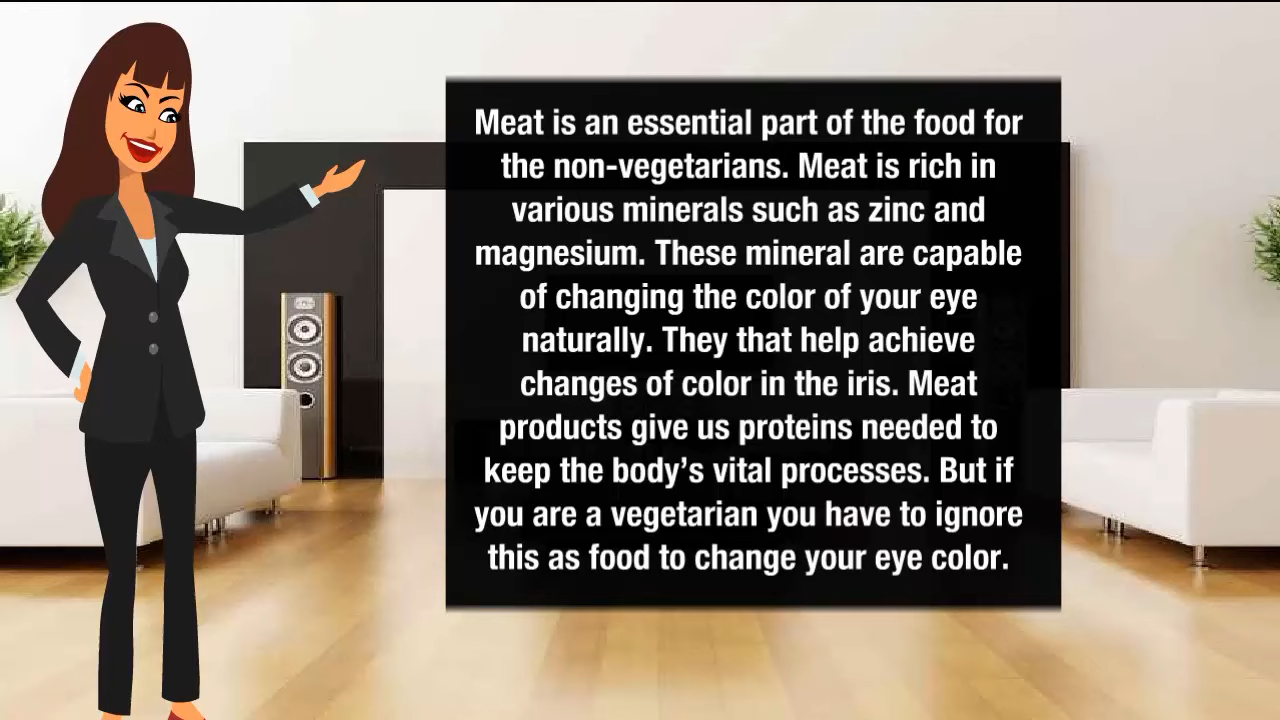 Meat is an essential part of the food for
the non-vegetarians. Meat is rich in
various minerals such as zinc and
magnesium. These mineral are capable
of changing the color of your eye
naturally. They that help achieve
changes of color in the iris. Meat
products give us proteins needed to
keep the body’s vital processes. But if
you are a vegetarian you have to ignore
this as food to change your eye color.